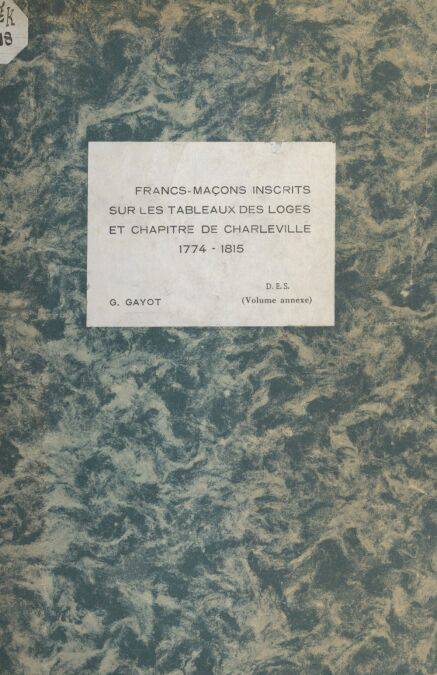 FRANCS-MAÇONS INSCRITS
SUR LES TABLEAUX DES LOGES
ET CHAPITRE DE CHARLEVILLE
1774 - 1815
D.E.S.
G. GAYOT (Volume annexe)